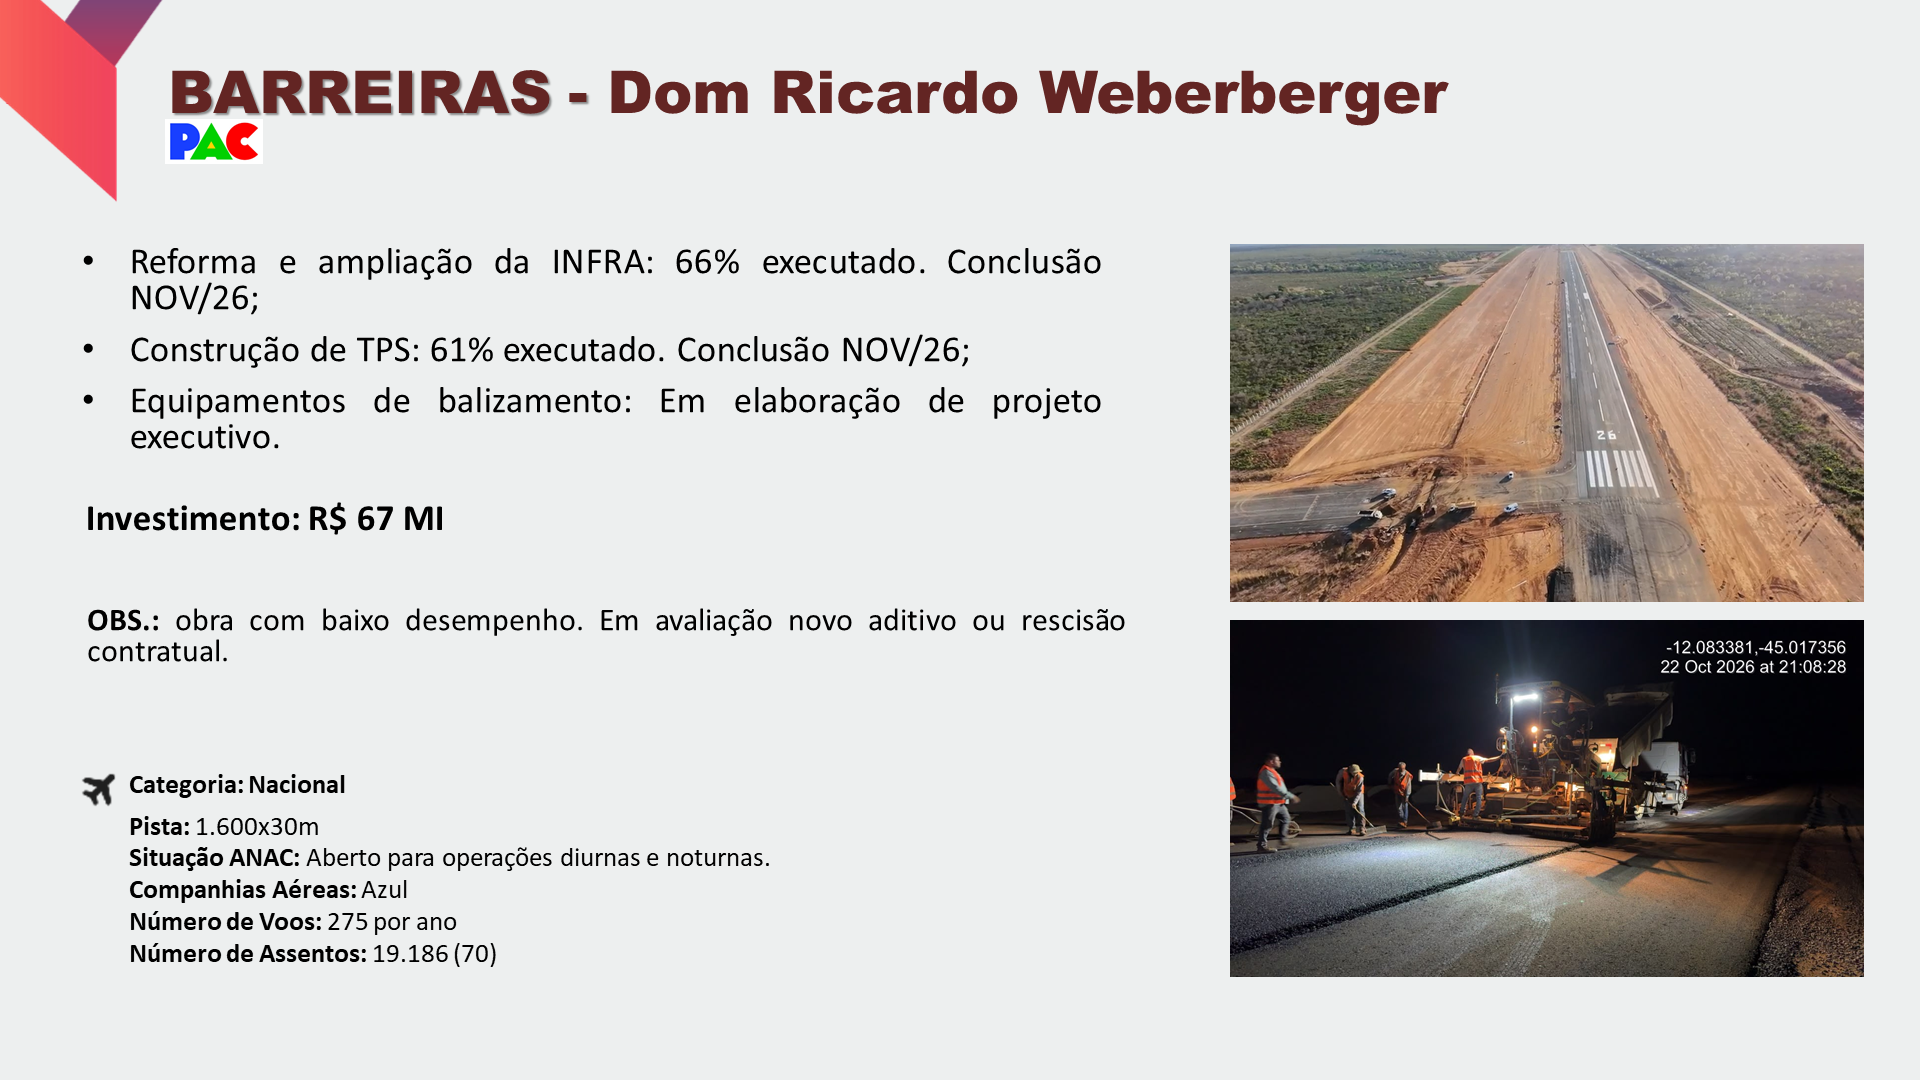 BARREIRAS - Dom Ricardo Weberberger
PAC
• Reforma e ampliação da INFRA: 66% executado. Conclusão
NOV/26;
• Construção de TPS: 61% executado. Conclusão NOV/26;
• Equipamentos de balizamento: Em elaboração de projeto
executivo.
Investimento: R$ 67 MI
OBS.: obra com baixo desempenho. Em avaliação novo aditivo ou rescisão
contratual.
Categoria: Nacional
Pista: 1.600x30m
Situação ANAC: Aberto para operações diurnas e noturnas.
Companhias Aéreas: Azul
Número de Voos: 275 por ano
Número de Assentos: 19.186 (70)
26
-12.083381,-45.017356
22 Oct 2026 at 21:08:28